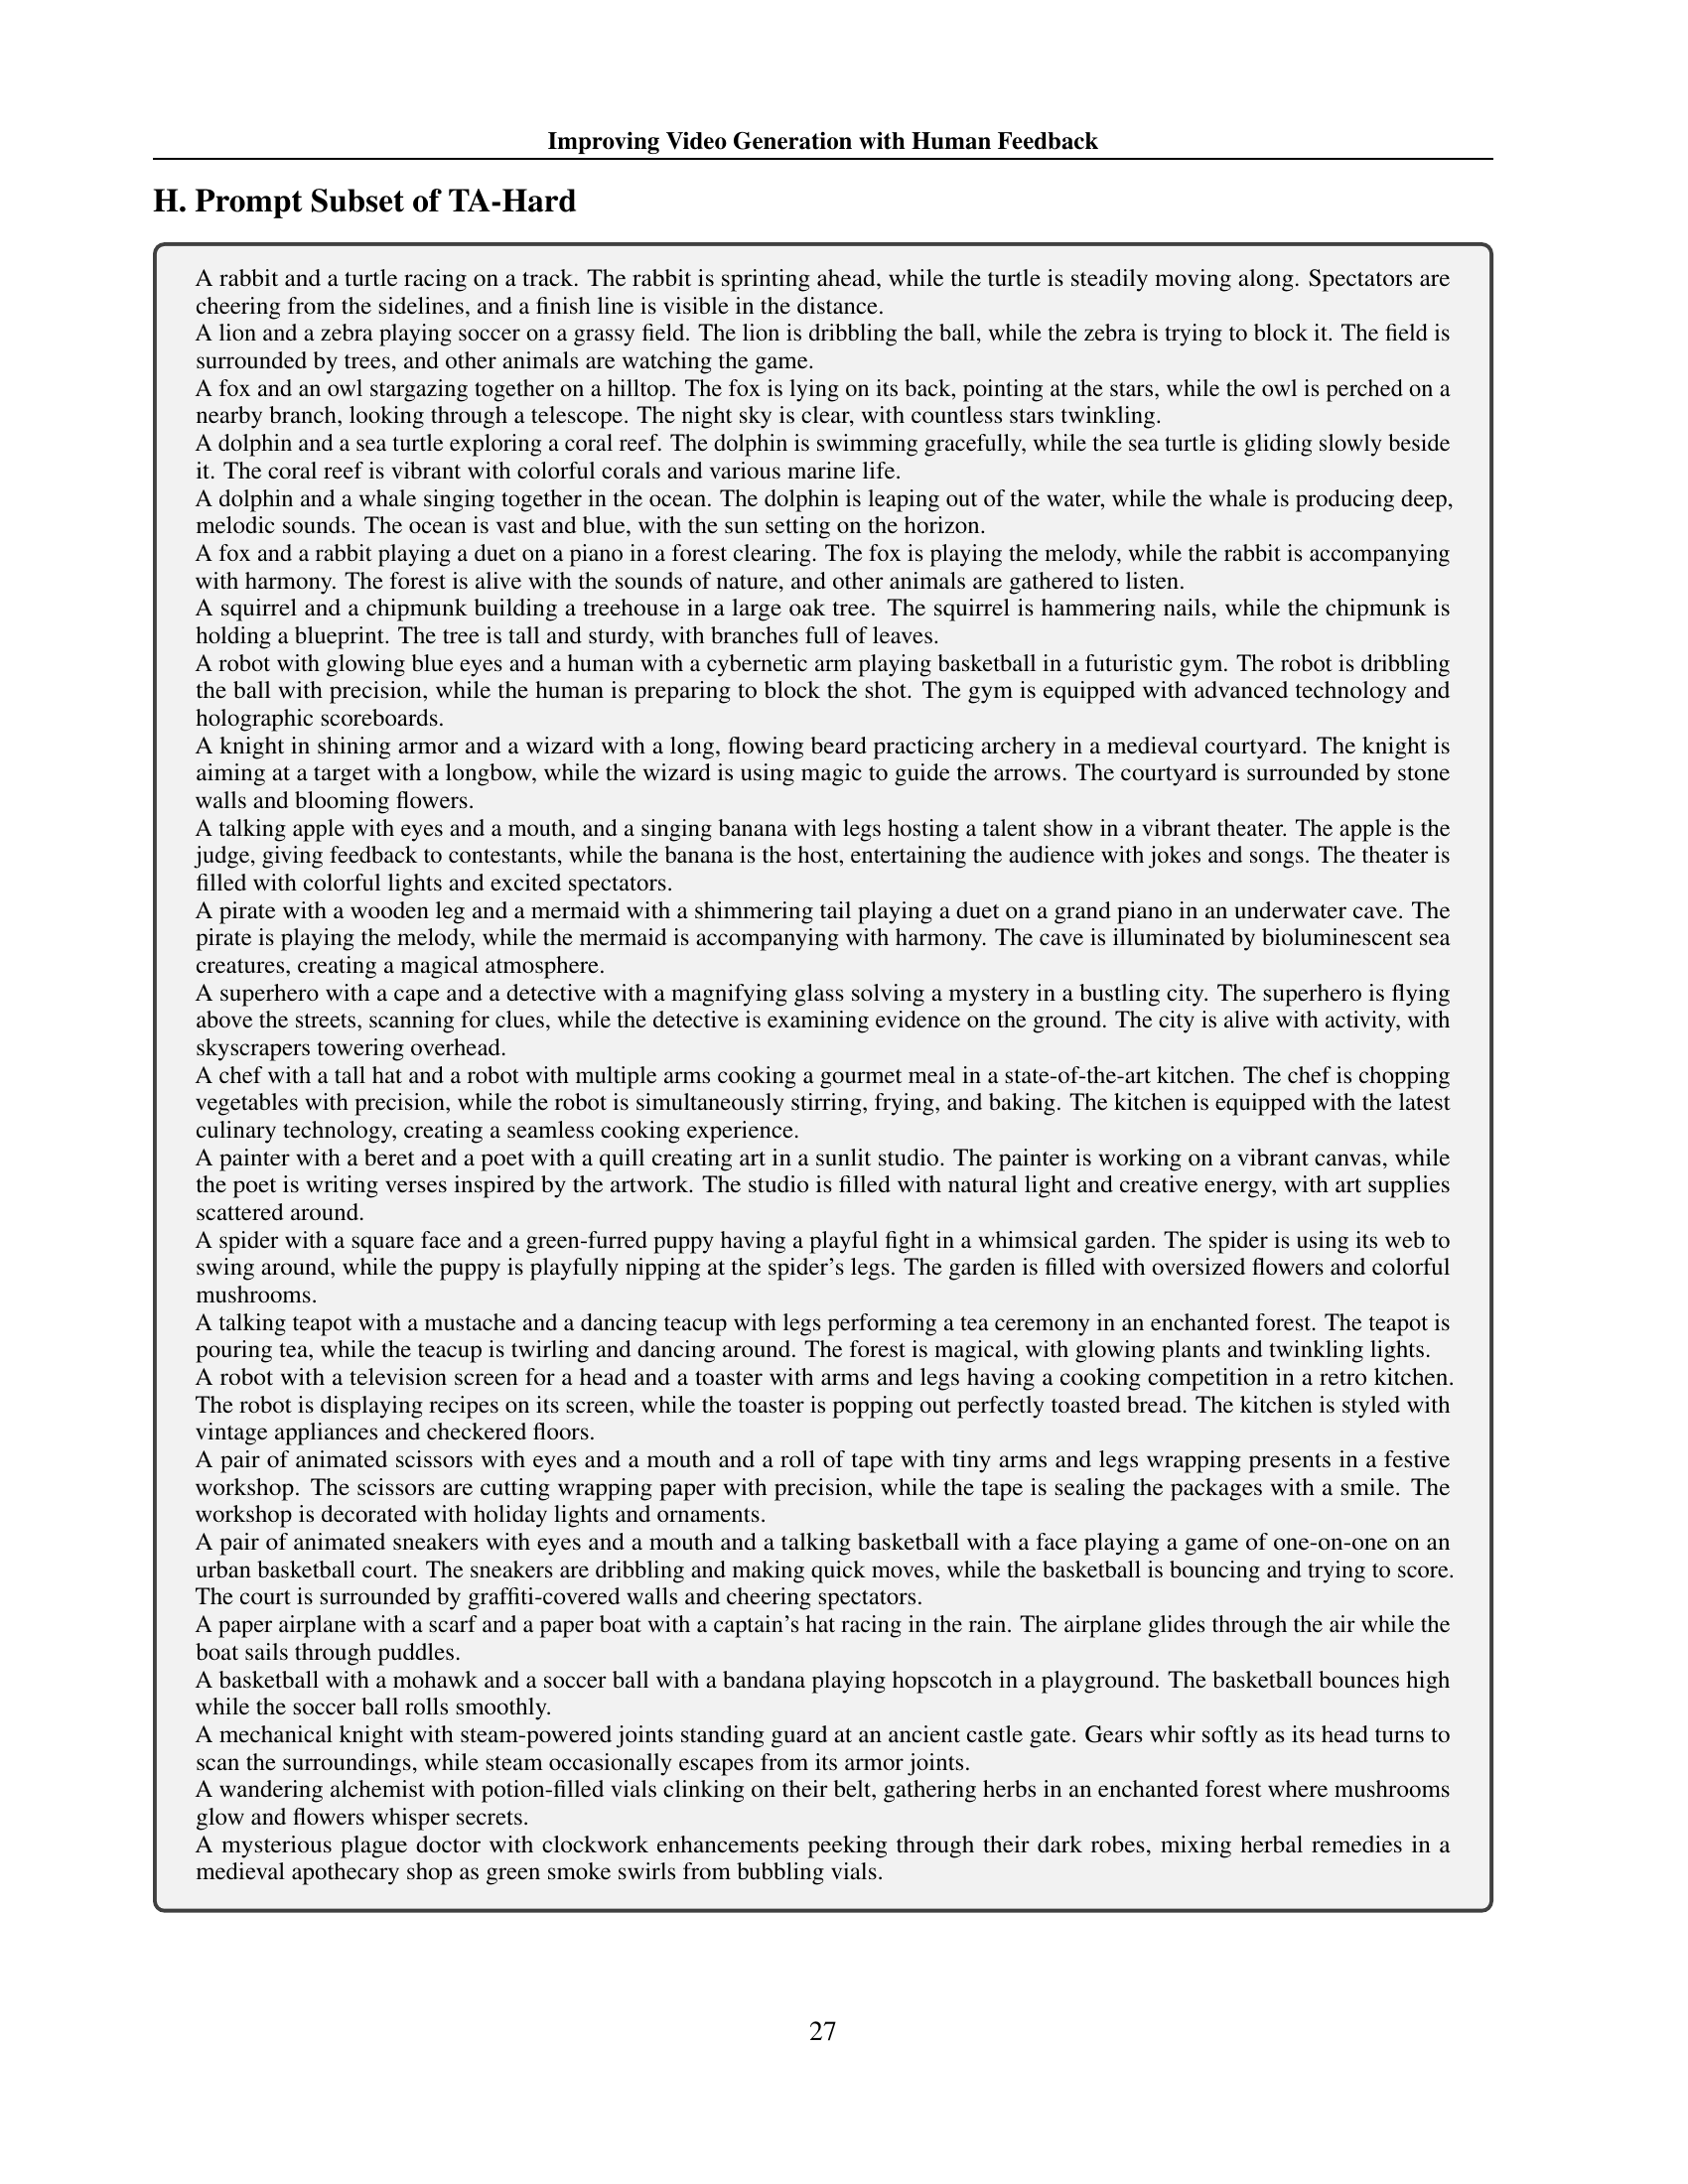 Improving Video Generation with Human Feedback
H. Prompt Subset of TA-Hard
A rabbit and a turtle racing on a track. The rabbit is sprinting ahead, while the turtle is steadily moving along. Spectators are
cheering from the sidelines, and a finish line is visible in the distance.
A lion and a zebra playing soccer on a grassy field. The lion is dribbling the ball, while the zebra is trying to block it. The field is
surrounded by trees, and other animals are watching the game.
A fox and an owl stargazing together on a hilltop. The fox is lying on its back, pointing at the stars, while the owl is perched on a
nearby branch, looking through a telescope. The night sky is clear, with countless stars twinkling.
A dolphin and a sea turtle exploring a coral reef. The dolphin is swimming gracefully, while the sea turtle is gliding slowly beside
it. The coral reef is vibrant with colorful corals and various marine life.
A dolphin and a whale singing together in the ocean. The dolphin is leaping out of the water, while the whale is producing deep,
melodic sounds. The ocean is vast and blue, with the sun setting on the horizon.
A fox and a rabbit playing a duet on a piano in a forest clearing. The fox is playing the melody, while the rabbit is accompanying
with harmony. The forest is alive with the sounds of nature, and other animals are gathered to listen.
A squirrel and a chipmunk building a treehouse in a large oak tree. The squirrel is hammering nails, while the chipmunk is
holding a blueprint. The tree is tall and sturdy, with branches full of leaves.
A robot with glowing blue eyes and a human with a cybernetic arm playing basketball in a futuristic gym. The robot is dribbling
the ball with precision, while the human is preparing to block the shot. The gym is equipped with advanced technology and
holographic scoreboards.
A knight in shining armor and a wizard with a long, flowing beard practicing archery in a medieval courtyard. The knight is
aiming at a target with a longbow, while the wizard is using magic to guide the arrows. The courtyard is surrounded by stone
walls and blooming flowers.
A talking apple with eyes and a mouth, and a singing banana with legs hosting a talent show in a vibrant theater. The apple is the
judge, giving feedback to contestants, while the banana is the host, entertaining the audience with jokes and songs. The theater is
filled with colorful lights and excited spectators.
A pirate with a wooden leg and a mermaid with a shimmering tail playing a duet on a grand piano in an underwater cave. The
pirate is playing the melody, while the mermaid is accompanying with harmony. The cave is illuminated by bioluminescent sea
creatures, creating a magical atmosphere.
A superhero with a cape and a detective with a magnifying glass solving a mystery in a bustling city. The superhero is flying
above the streets, scanning for clues, while the detective is examining evidence on the ground. The city is alive with activity, with
skyscrapers towering overhead.
A chef with a tall hat and a robot with multiple arms cooking a gourmet meal in a state-of-the-art kitchen. The chef is chopping
vegetables with precision, while the robot is simultaneously stirring, frying, and baking. The kitchen is equipped with the latest
culinary technology, creating a seamless cooking experience.
A painter with a beret and a poet with a quill creating art in a sunlit studio. The painter is working on a vibrant canvas, while
the poet is writing verses inspired by the artwork. The studio is filled with natural light and creative energy, with art supplies
scattered around.
A spider with a square face and a green-furred puppy having a playful fight in a whimsical garden. The spider is using its web to
swing around, while the puppy is playfully nipping at the spider's legs. The garden is filled with oversized flowers and colorful
mushrooms.
A talking teapot with a mustache and a dancing teacup with legs performing a tea ceremony in an enchanted forest. The teapot is
pouring tea, while the teacup is twirling and dancing around. The forest is magical, with glowing plants and twinkling lights.
A robot with a television screen for a head and a toaster with arms and legs having a cooking competition in a retro kitchen.
The robot is displaying recipes on its screen, while the toaster is popping out perfectly toasted bread. The kitchen is styled with
vintage appliances and checkered floors.
A pair of animated scissors with eyes and a mouth and a roll of tape with tiny arms and legs wrapping presents in a festive
workshop. The scissors are cutting wrapping paper with precision, while the tape is sealing the packages with a smile. The
workshop is decorated with holiday lights and ornaments.
A pair of animated sneakers with eyes and a mouth and a talking basketball with a face playing a game of one-on-one on an
urban basketball court. The sneakers are dribbling and making quick moves, while the basketball is bouncing and trying to score.
The court is surrounded by graffiti-covered walls and cheering spectators.
A paper airplane with a scarf and a paper boat with a captain's hat racing in the rain. The airplane glides through the air while the
boat sails through puddles.
A basketball with a mohawk and a soccer ball with a bandana playing hopscotch in a playground. The basketball bounces high
while the soccer ball rolls smoothly.
A mechanical knight with steam-powered joints standing guard at an ancient castle gate. Gears whir softly as its head turns to
scan the surroundings, while steam occasionally escapes from its armor joints.
A wandering alchemist with potion-filled vials clinking on their belt, gathering herbs in an enchanted forest where mushrooms
glow and flowers whisper secrets.
A mysterious plague doctor with clockwork enhancements peeking through their dark robes, mixing herbal remedies in a
medieval apothecary shop as green smoke swirls from bubbling vials.
27